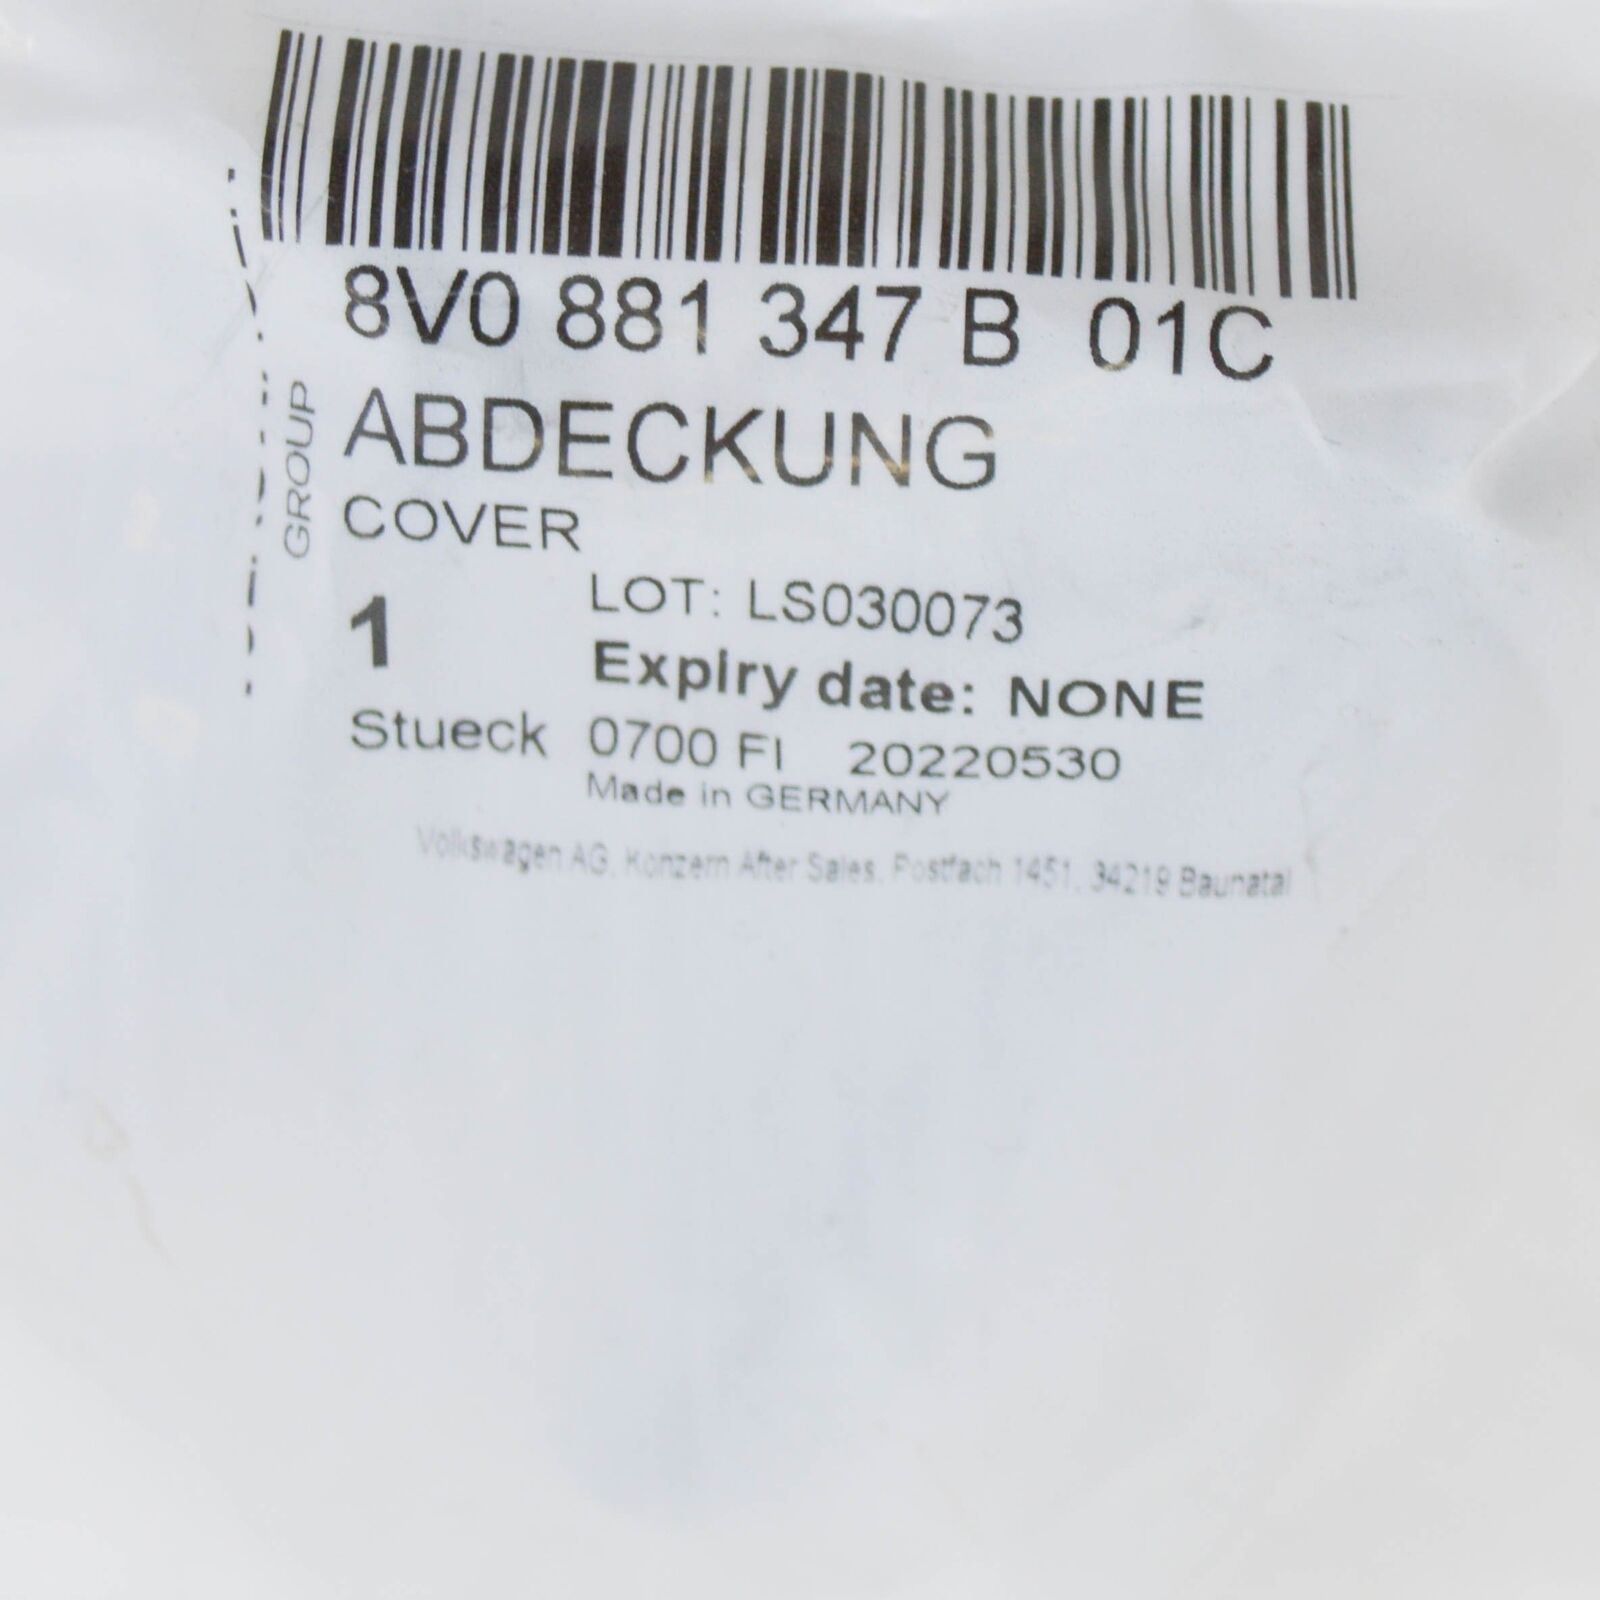 8V0 881 347 B 01C
GROUP
ABDECKUNG
COVER
LOT: LS030073
1
Expiry date: NONE
Stueck 0700 FI 20220530
Made in GERMANY
Volkswagen AG, Konzern After Sales, Postfach 1451, 34219 Baunatal